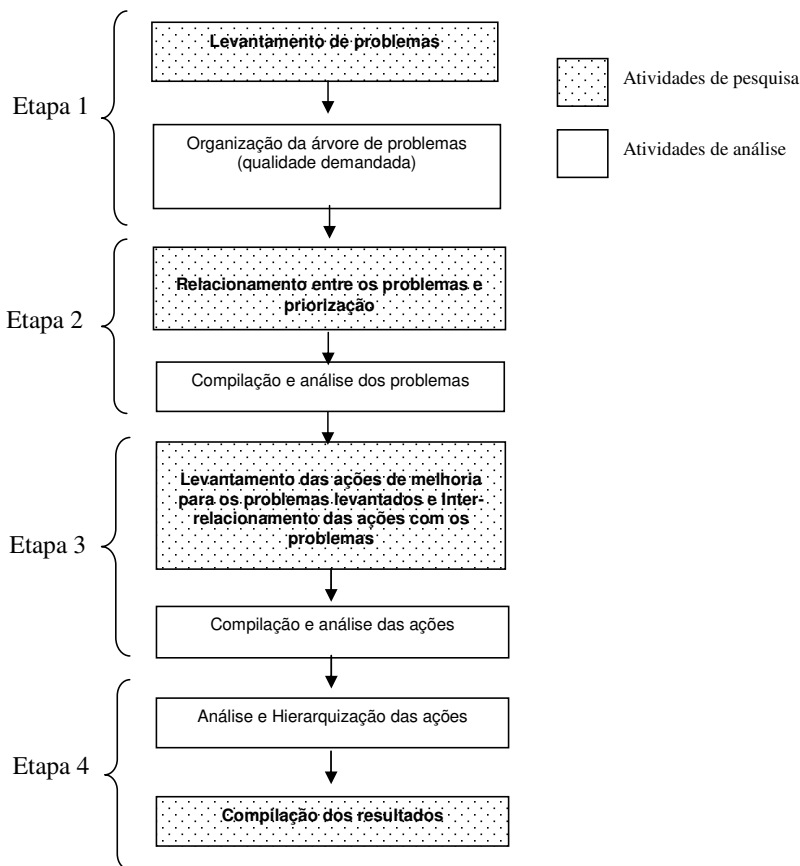 Etapa 1
Levantamento de problemas
Organização da árvore de problemas
(qualidade demandada)
Etapa 2
Relacionamento entre os problemas e
priorização
Compilação e análise dos problemas
Etapa 3
Levantamento das ações de melhoria
para os problemas levantados e Inter-
relacionamento das ações com os
problemas
Compilação e análise das ações
Etapa 4
Análise e Hierarquização das ações
Compilação dos resultados
Atividades de pesquisa
Atividades de análise